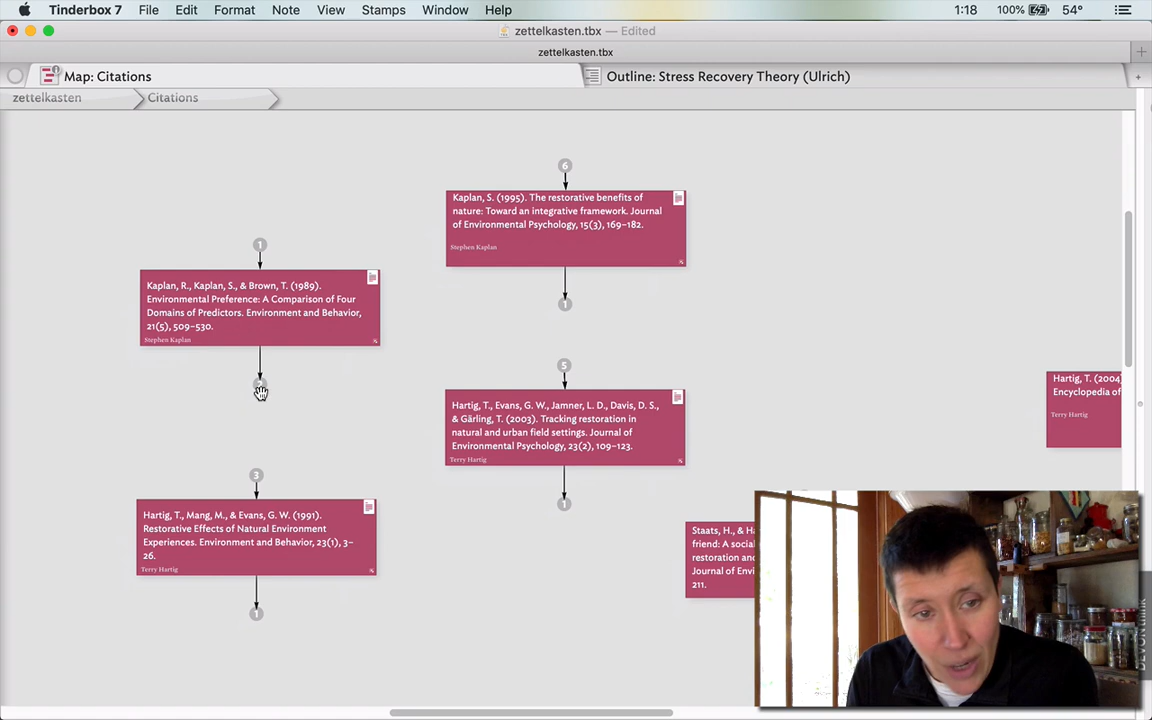 Tinderbox 7 File Edit Format Note View Stamps Window Help 1:18 100% 54°
zettelkasten.tbx — Edited
zettelkasten.tbx
Map: Citations
Outline: Stress Recovery Theory (Ulrich)
zettelkasten
Citations
6
Kaplan, S. (1995). The restorative benefits of
nature: Toward an integrative framework. Journal
of Environmental Psychology, 15(3), 169–182.
Stephen Kaplan
1
1
Kaplan, R., Kaplan, S., & Brown, T. (1989).
Environmental Preference: A Comparison of Four
Domains of Predictors. Environment and Behavior,
21(5), 509–530.
Stephen Kaplan
5
Hartig, T., Evans, G. W., Jamner, L. D., Davis, D. S.,
& Gärling, T. (2003). Tracking restoration in
natural and urban field settings. Journal of
Environmental Psychology, 23(2), 109–123.
Terry Hartig
1
Hartig, T. (2004)
Encyclopedia of
Terry Hartig
3
Hartig, T., Mang, M., & Evans, G. W. (1991).
Restorative Effects of Natural Environment
Experiences. Environment and Behavior, 23(1), 3–
26.
Terry Hartig
1
Staats, H., & H
friend: A social
restoration and
Journal of Envi
211.
DEVONthink